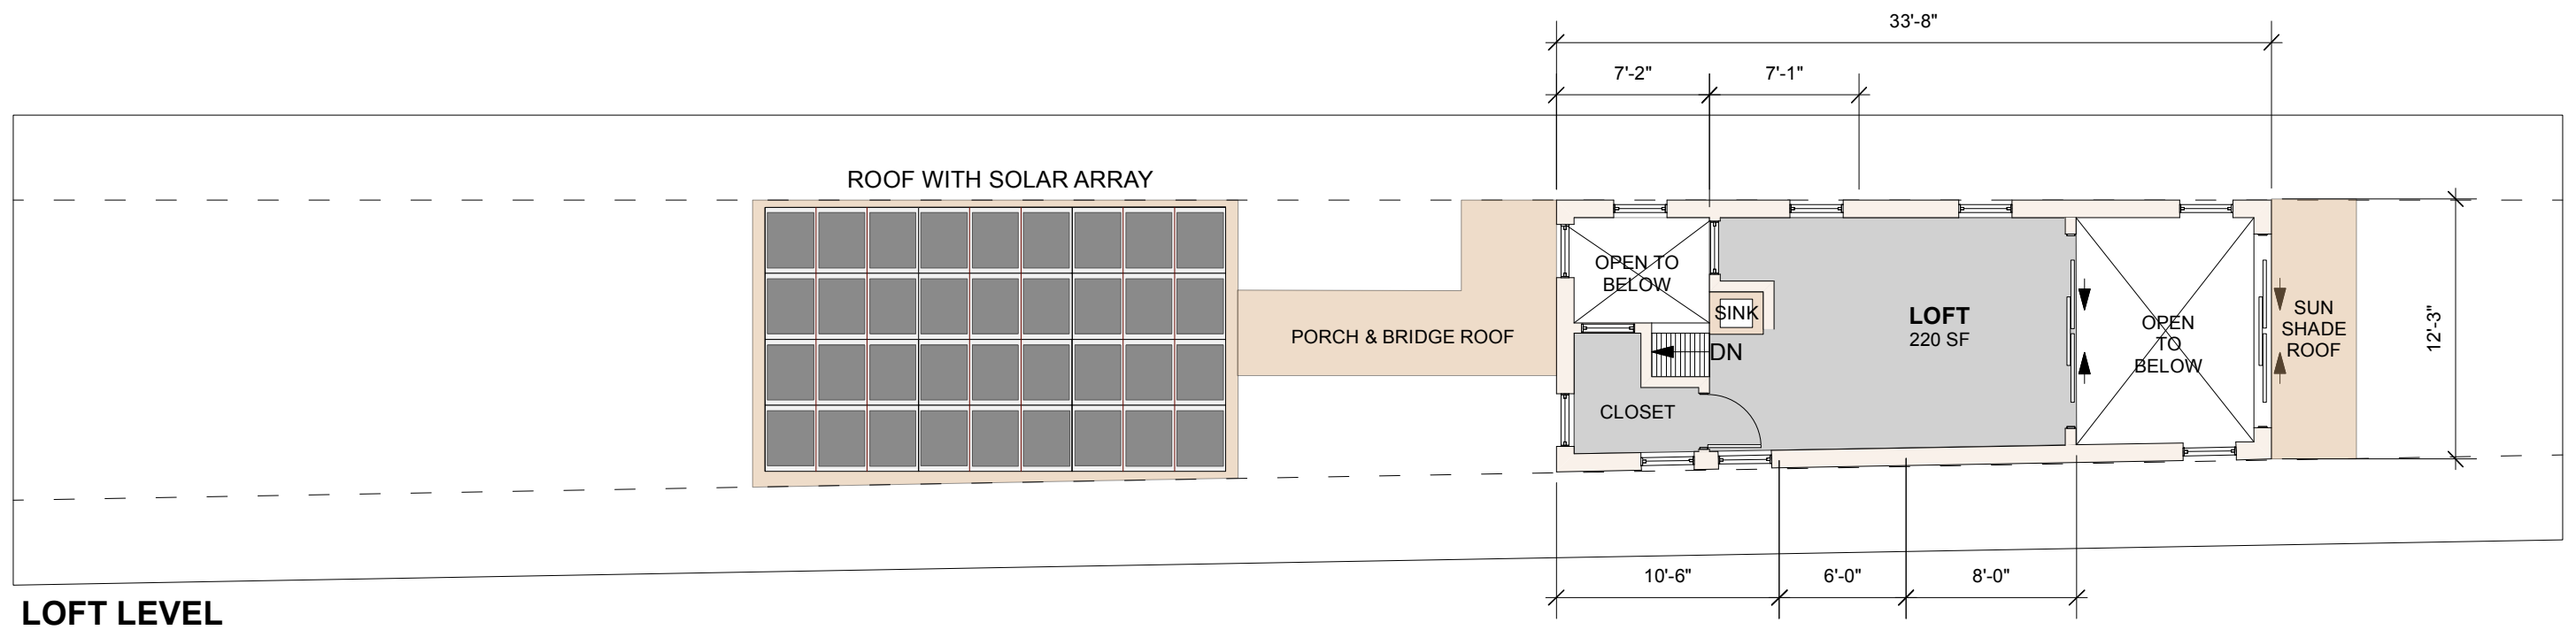 33'-8"
7'-2"
7'-1"
ROOF WITH SOLAR ARRAY
OPEN TO
BELOW
SINK
LOFT
220 SF
OPEN
TO
BELOW
SUN
SHADE
ROOF
12'-3"
PORCH & BRIDGE ROOF
DN
CLOSET
10'-6"
6'-0"
8'-0"
LOFT LEVEL